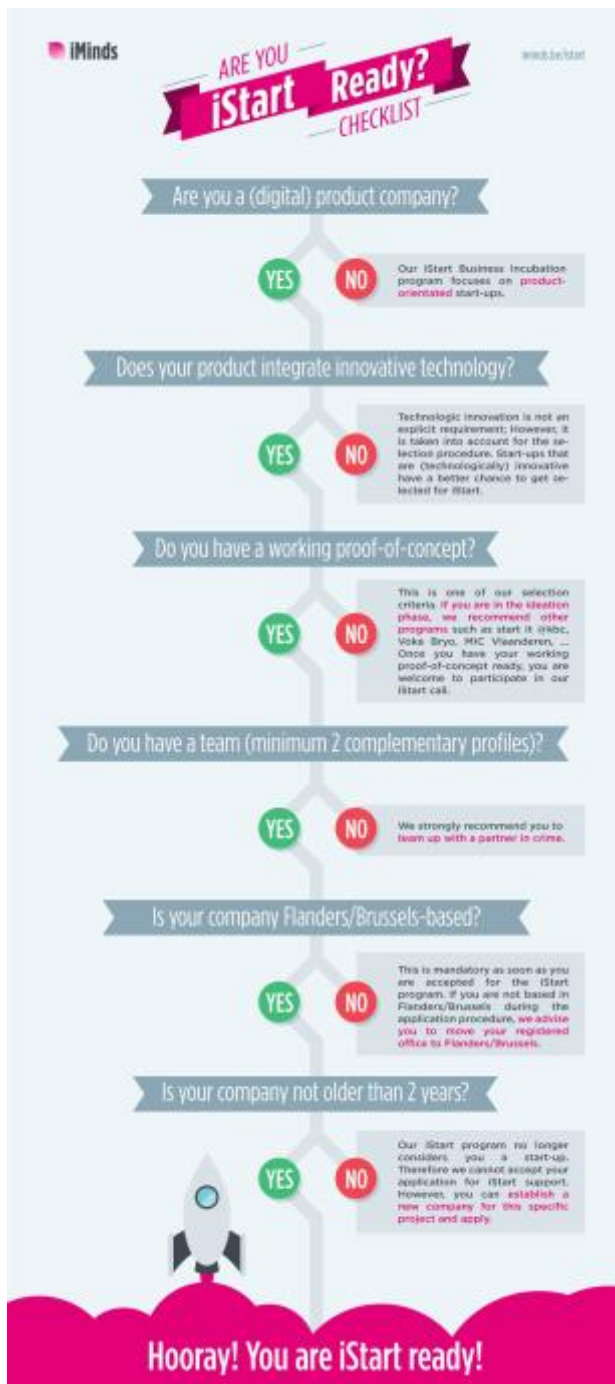 iMinds
iminds.be/istart
ARE YOU
iStart Ready?
CHECKLIST
Are you a (digital) product company?
YES
NO
Our iStart Business Incubation
program focuses on product-
orientated start-ups.
Does your product integrate innovative technology?
YES
NO
Technologic innovation is not an
explicit requirement; However, it
is taken into account for the se-
lection procedure. Start-ups that
are (technologically) innovative
have a better chance to get se-
lected for iStart.
Do you have a working proof-of-concept?
YES
NO
This is one of our selection
criteria. If you are in the ideation
phase, we recommend other
programs such as start it @kbc,
Voka Bryo, MIC Vlaanderen, ...
Once you have your working
proof-of-concept ready, you are
welcome to participate in our
iStart call.
Do you have a team (minimum 2 complementary profiles)?
YES
NO
We strongly recommend you to
team up with a partner in crime.
Is your company Flanders/Brussels-based?
YES
NO
This is mandatory as soon as you
are accepted for the iStart
program. If you are not based in
Flanders/Brussels during the
application procedure, we advise
you to move your registered
office to Flanders/Brussels.
Is your company not older than 2 years?
YES
NO
Our iStart program no longer
considers you a start-up.
Therefore we cannot accept your
application for iStart support.
However, you can establish a
new company for this specific
project and apply.
Hooray! You are iStart ready!